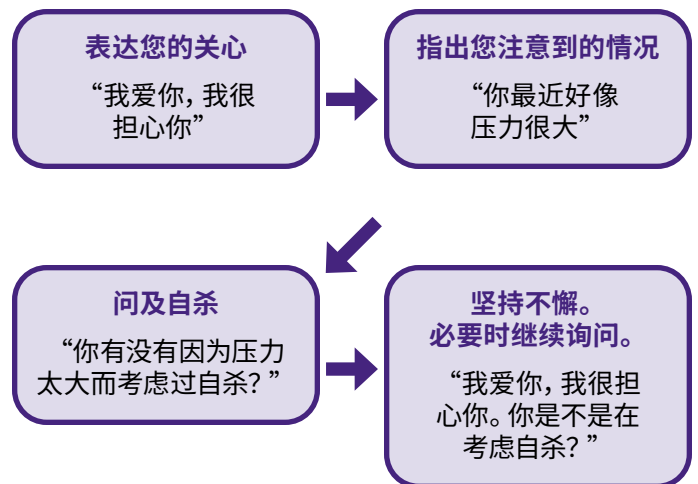 表达您的关心
“我爱你，我很
担心你”
指出您注意到的情况
“你最近好像
压力很大”
问及自杀
“你有没有因为压力
太大而考虑过自杀？”
坚持不懈。
必要时继续询问。
“我爱你，我很担
心你。你是不是在
考虑自杀？”